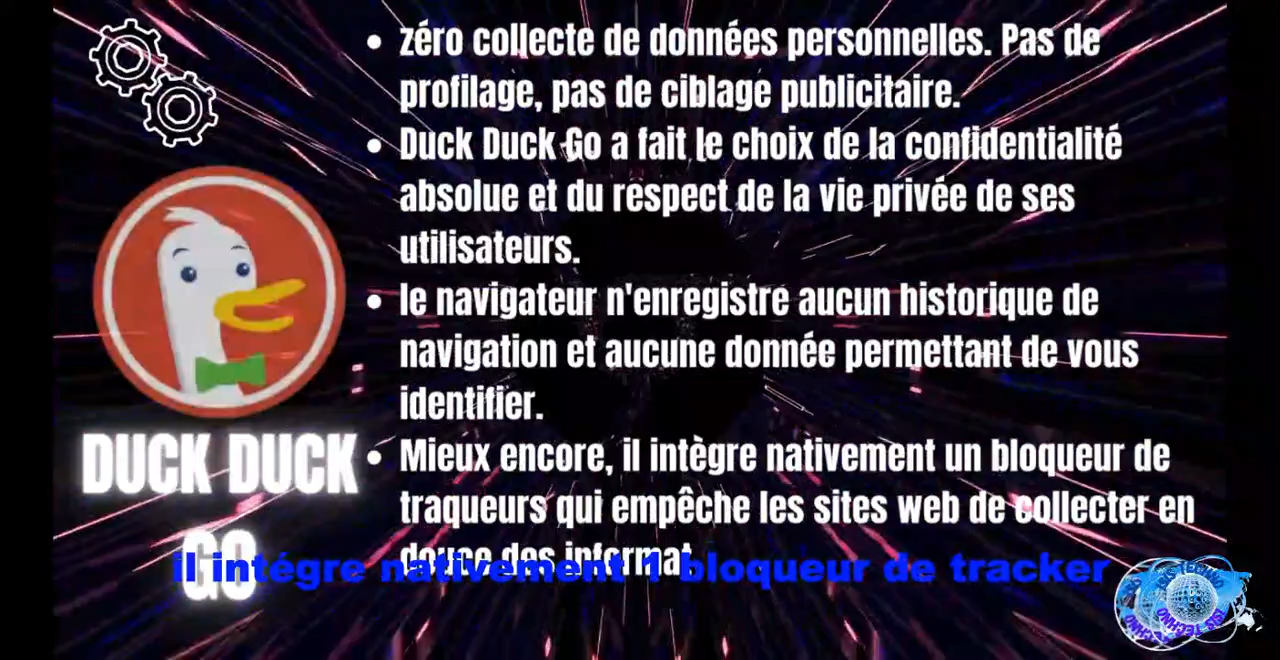 zéro collecte de données personnelles. Pas de
profilage, pas de ciblage publicitaire.
Duck Duck Go a fait le choix de la confidentialité
absolue et du respect de la vie privée de ses
utilisateurs.
le navigateur n'enregistre aucun historique de
navigation et aucune donnée permettant de vous
identifier.
Mieux encore, il intègre nativement un bloqueur de
traqueurs qui empêche les sites web de collecter en
douce des informat
DUCK DUCK
GO
il intégre nativement 1 bloqueur de tracker